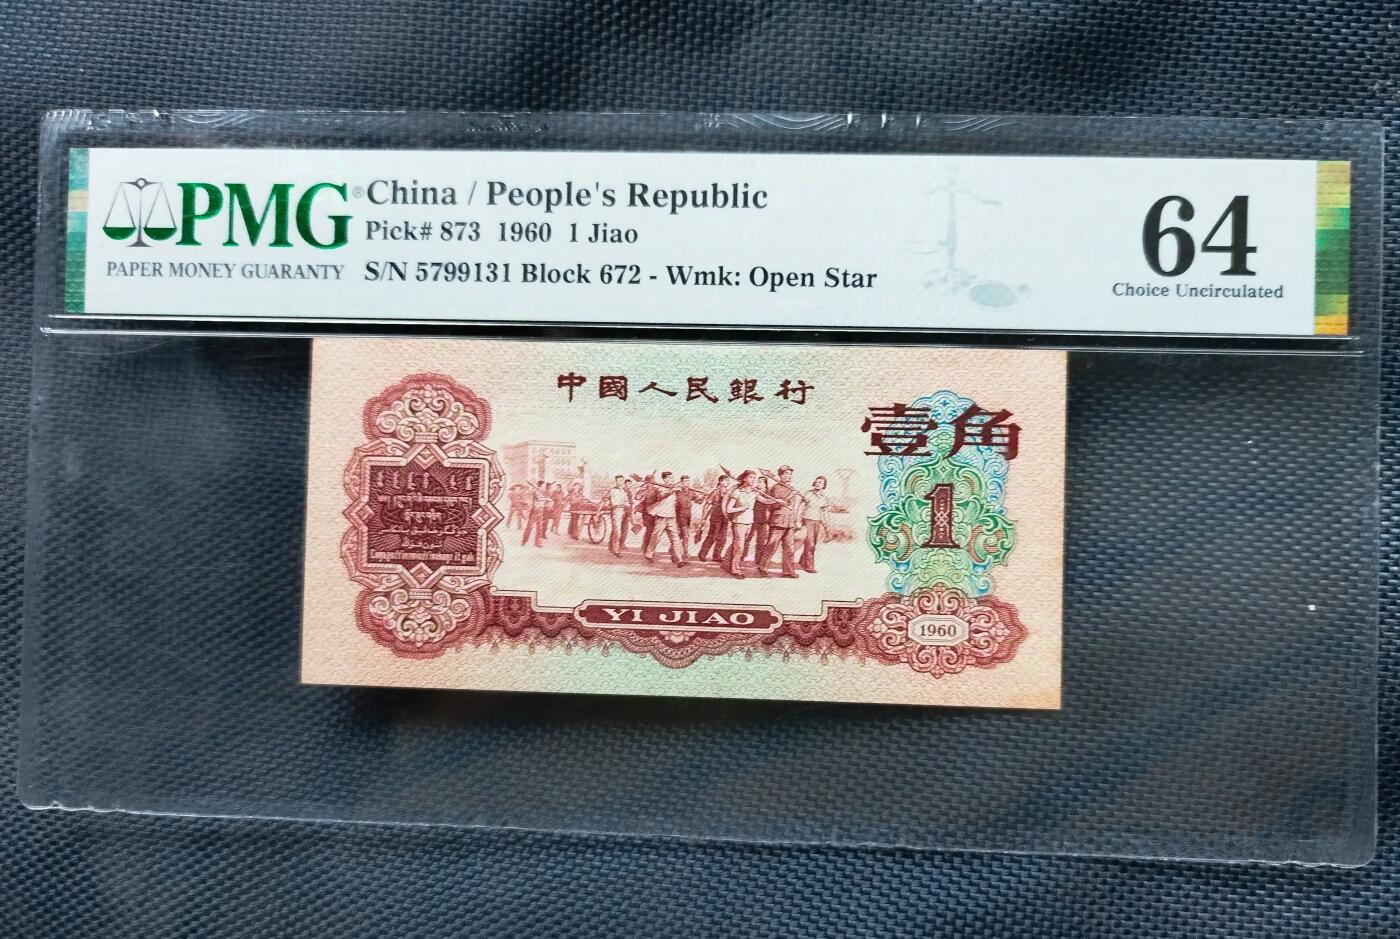 PMG®
PAPER MONEY GUARANTY
China / People's Republic
Pick# 873 1960 1 Jiao
S/N 5799131 Block 672 - Wmk: Open Star
64
Choice Uncirculated
中國人民銀行
壹角
1
YI JIAO
1960